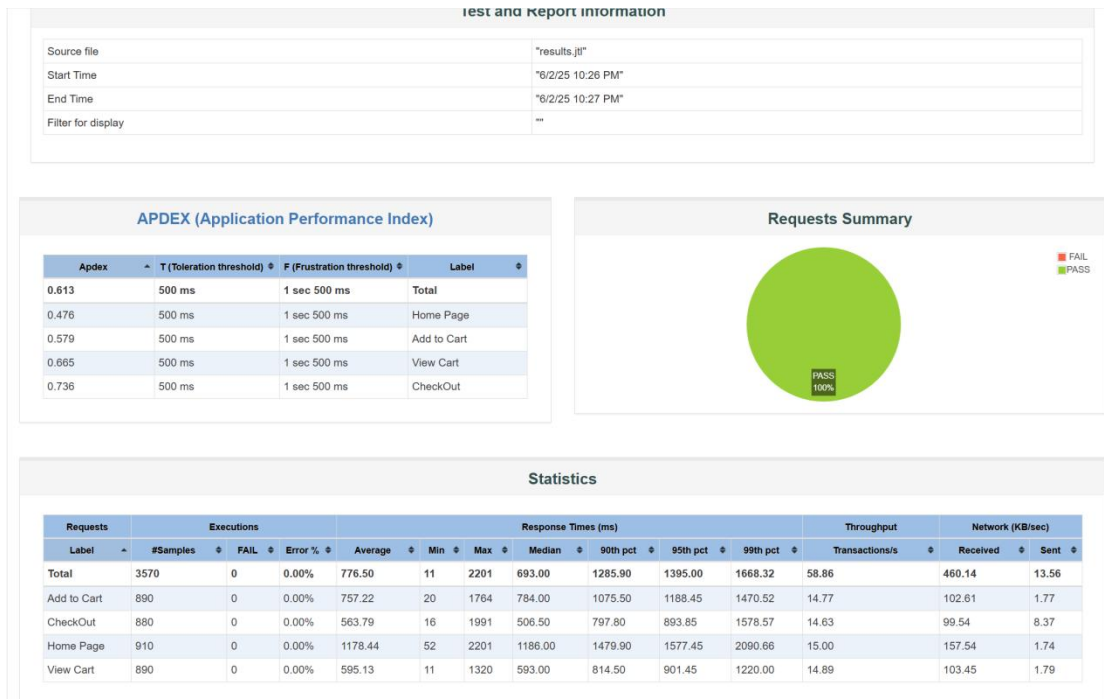 Test and Report information
Source file "results.jtl"
Start Time "6/2/25 10:26 PM"
End Time "6/2/25 10:27 PM"
Filter for display ""
APDEX (Application Performance Index)
Apdex T (Toleration threshold) F (Frustration threshold) Label
0.613 500 ms 1 sec 500 ms Total
0.476 500 ms 1 sec 500 ms Home Page
0.579 500 ms 1 sec 500 ms Add to Cart
0.665 500 ms 1 sec 500 ms View Cart
0.736 500 ms 1 sec 500 ms CheckOut
Requests Summary
FAIL
PASS
PASS
100%
Statistics
Requests Executions Response Times (ms) Throughput Network (KB/sec)
Label #Samples FAIL Error % Average Min Max Median 90th pct 95th pct 99th pct Transactions/s Received Sent
Total 3570 0 0.00% 776.50 11 2201 693.00 1285.90 1395.00 1668.32 58.86 460.14 13.56
Add to Cart 890 0 0.00% 757.22 20 1764 784.00 1075.50 1188.45 1470.52 14.77 102.61 1.77
CheckOut 880 0 0.00% 563.79 16 1991 506.50 797.80 893.85 1578.57 14.63 99.54 8.37
Home Page 910 0 0.00% 1178.44 52 2201 1186.00 1479.90 1577.45 2090.66 15.00 157.54 1.74
View Cart 890 0 0.00% 595.13 11 1320 593.00 814.50 901.45 1220.00 14.89 103.45 1.79